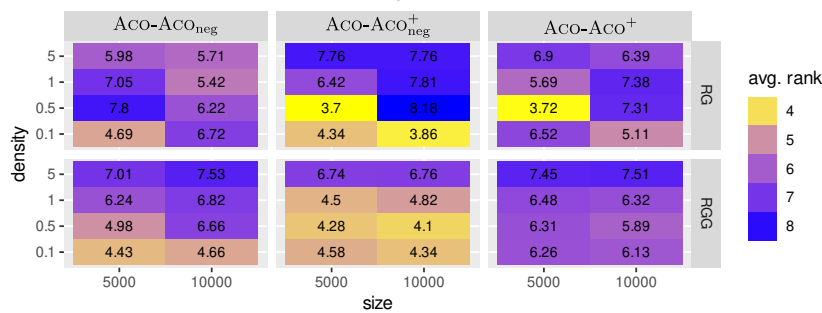 ACO-ACOneg ACO-ACO+neg ACO-ACO+
5 5.98 5.71 7.76 7.76 6.9 6.39
1 7.05 5.42 6.42 7.81 5.69 7.38
0.5 7.8 6.22 3.7 8.18 3.72 7.31
0.1 4.69 6.72 4.34 3.86 6.52 5.11
RG
5 7.01 7.53 6.74 6.76 7.45 7.51
1 6.24 6.82 4.5 4.82 6.48 6.32
0.5 4.98 6.66 4.28 4.1 6.31 5.89
0.1 4.43 4.66 4.58 4.34 6.26 6.13
RGG
density
5000 10000 5000 10000 5000 10000
size
avg. rank
4
5
6
7
8